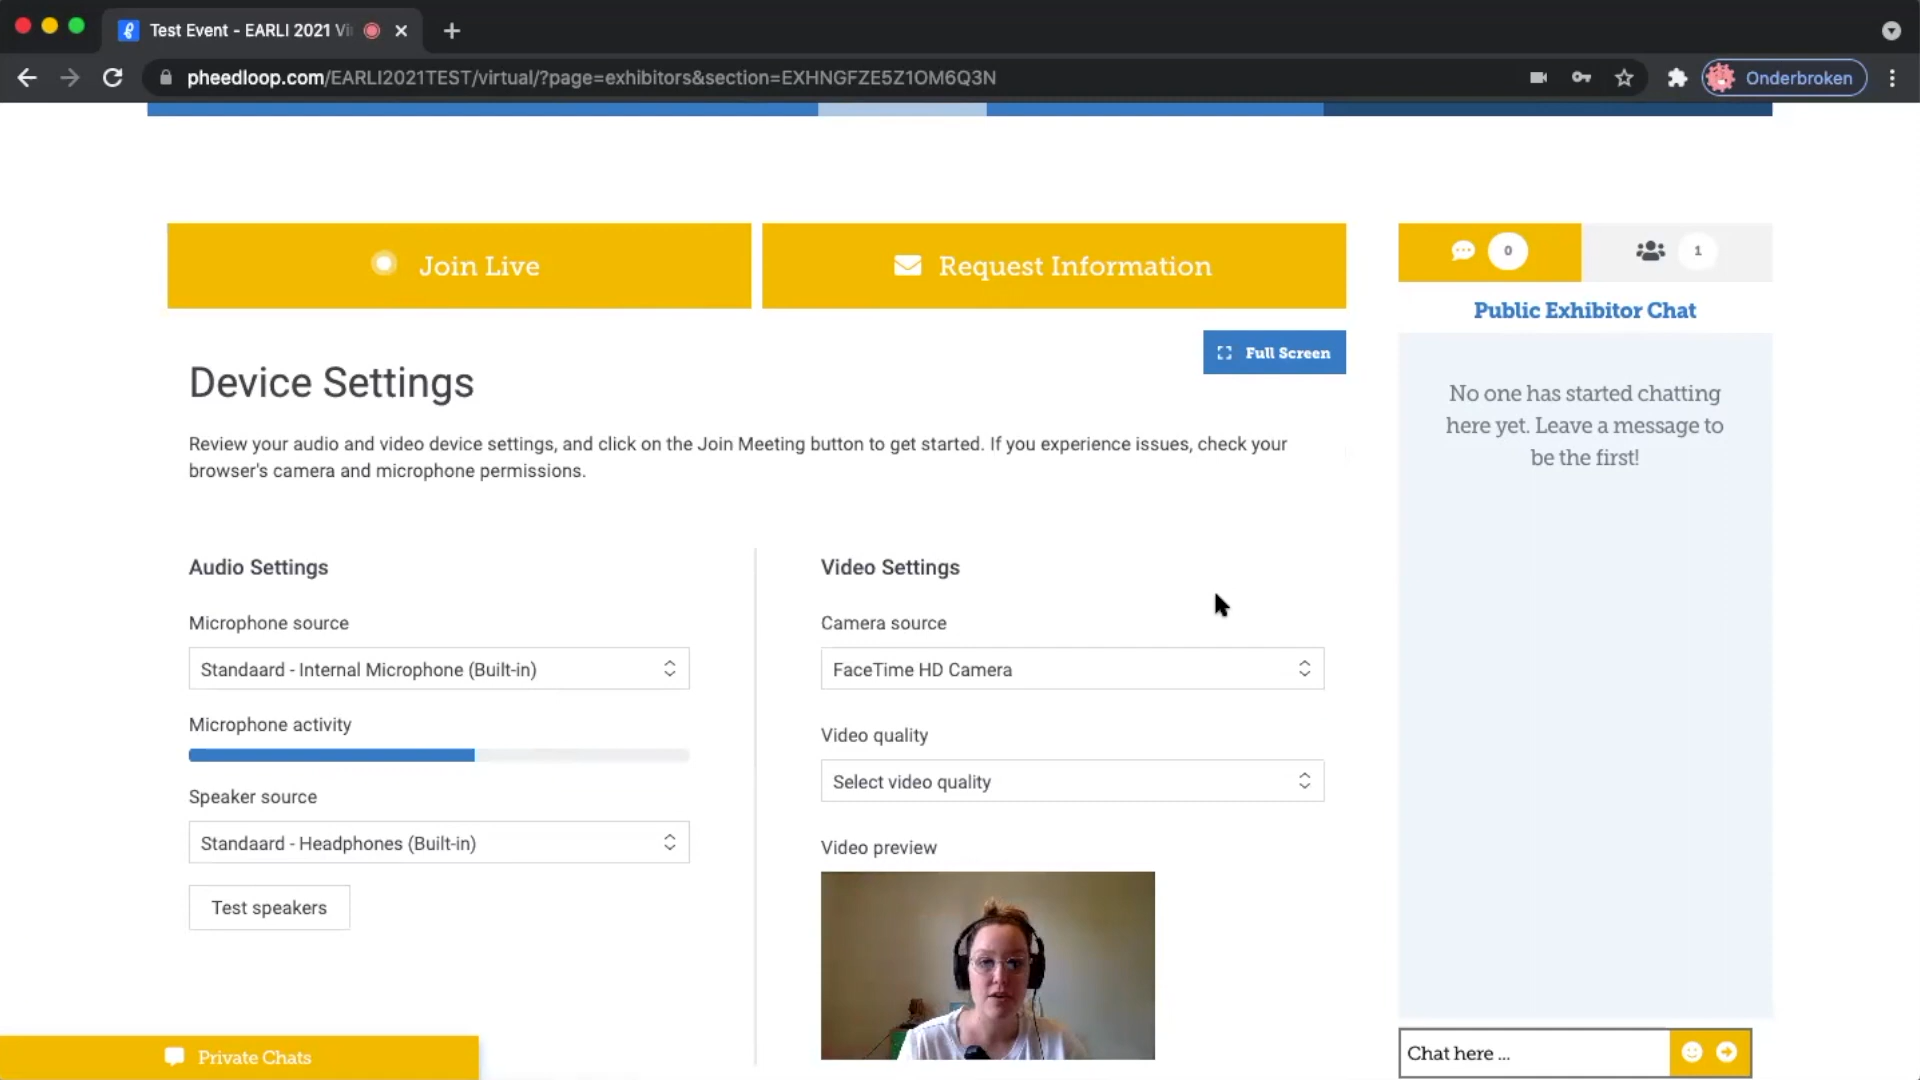 Test Event - EARLI 2021 Vi
pheedloop.com/EARLI2021TEST/virtual/?page=exhibitors&section=EXHNGFZE5Z1OM6Q3N
Onderbroken
Join Live
Request Information
0
1
Public Exhibitor Chat
Full Screen
Device Settings
No one has started chatting
here yet. Leave a message to
be the first!
Review your audio and video device settings, and click on the Join Meeting button to get started. If you experience issues, check your
browser's camera and microphone permissions.
Audio Settings
Microphone source
Standaard - Internal Microphone (Built-in)
Microphone activity
Speaker source
Standaard - Headphones (Built-in)
Test speakers
Video Settings
Camera source
FaceTime HD Camera
Video quality
Select video quality
Video preview
Private Chats
Chat here ...